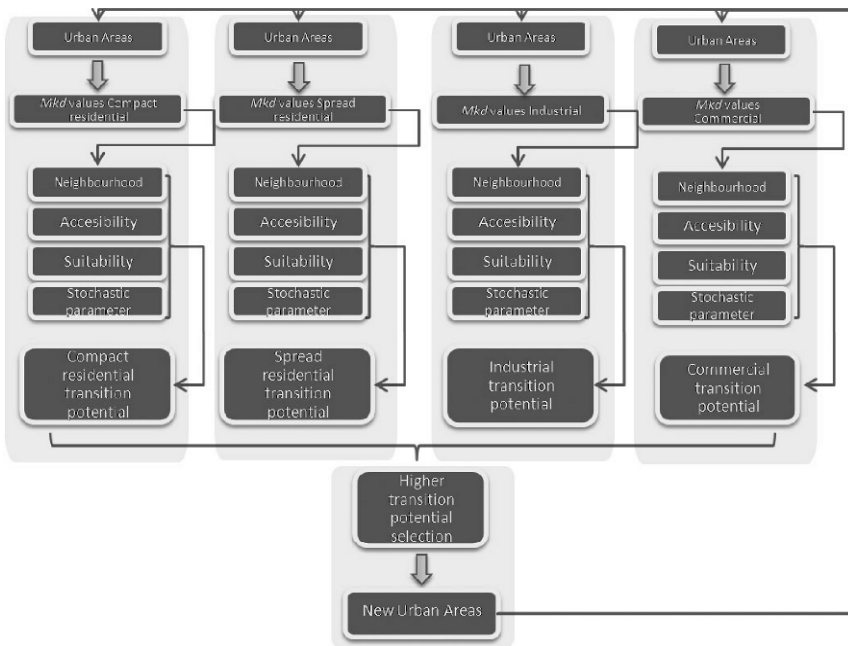 Urban Areas
Mkd values Compact
residential
Neighbourhood
Accesibility
Suitability
Stochastic
parameter
Compact
residential
transition
potential
Urban Areas
Mkd values Spread
residential
Neighbourhood
Accesibility
Suitability
Stochastic
parameter
Spread
residential
transition
potential
Urban Areas
Mkd values Industrial
Neighbourhood
Accesibility
Suitability
Stochastic
parameter
Industrial
transition
potential
Urban Areas
Mkd values
Commercial
Neighbourhood
Accesibility
Suitability
Stochastic
parameter
Commercial
transition
potential
Higher
transition
potential
selection
New Urban Areas